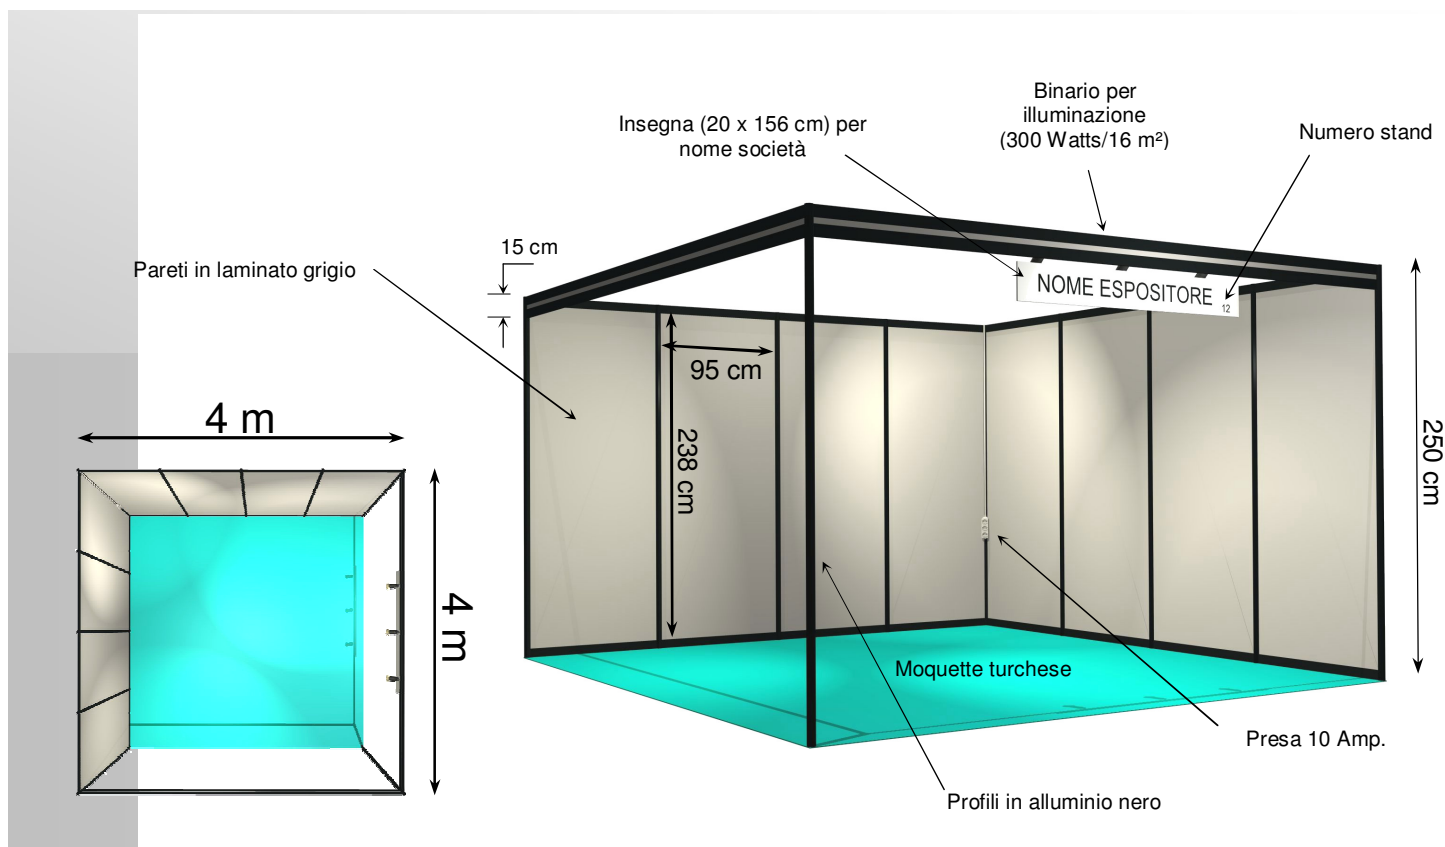 Binario per
illuminazione
(300 Watts/16 m²)
Insegna (20 x 156 cm) per
nome società
Numero stand
15 cm
Pareti in laminato grigio
NOME ESPOSITORE
12
95 cm
238 cm
250 cm
4 m
4 m
Moquette turchese
Presa 10 Amp.
Profili in alluminio nero